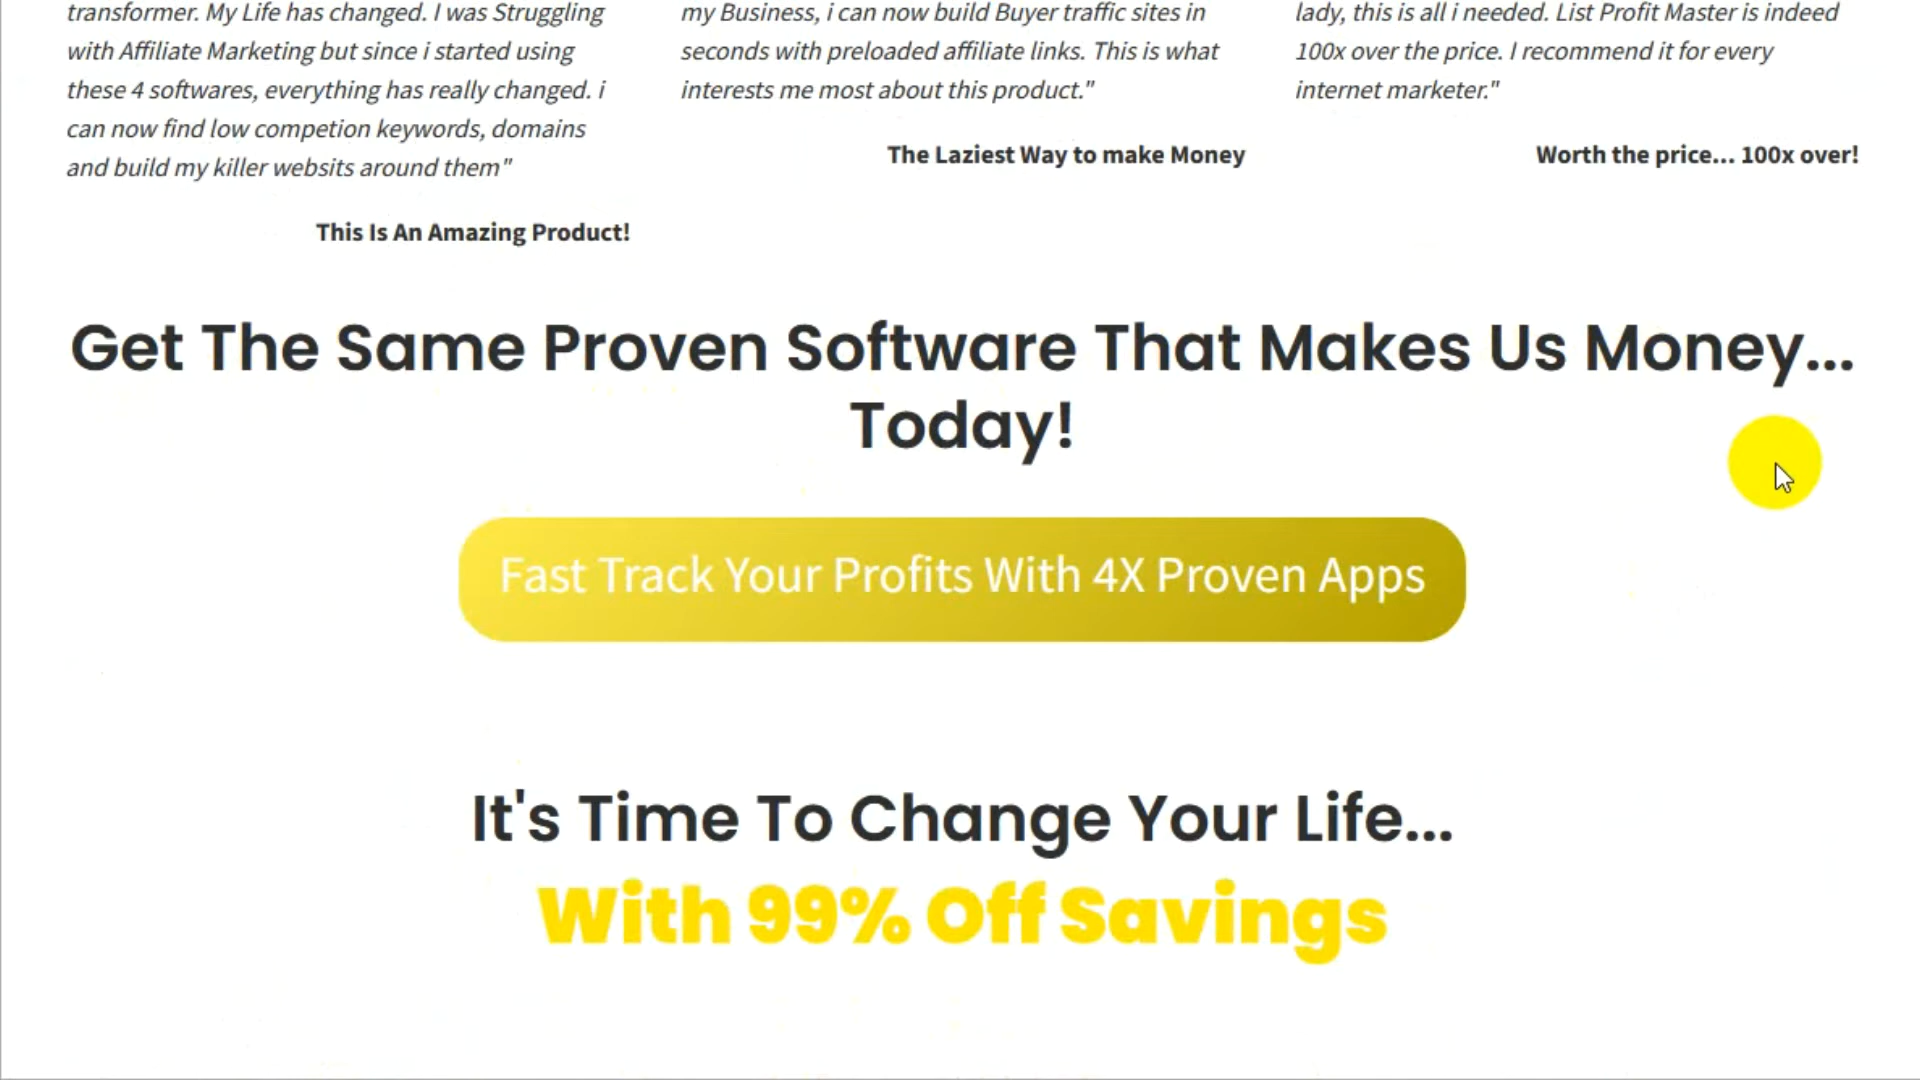 transformer. My Life has changed. I was Struggling
with Affiliate Marketing but since i started using
these 4 softwares, everything has really changed. i
can now find low competion keywords, domains
and build my killer websits around them"
This Is An Amazing Product!
my Business, i can now build Buyer traffic sites in
seconds with preloaded affiliate links. This is what
interests me most about this product."
The Laziest Way to make Money
lady, this is all i needed. List Profit Master is indeed
100x over the price. I recommend it for every
internet marketer."
Worth the price... 100x over!
Get The Same Proven Software That Makes Us Money...
Today!
Fast Track Your Profits With 4X Proven Apps
It's Time To Change Your Life...
With 99% Off Savings